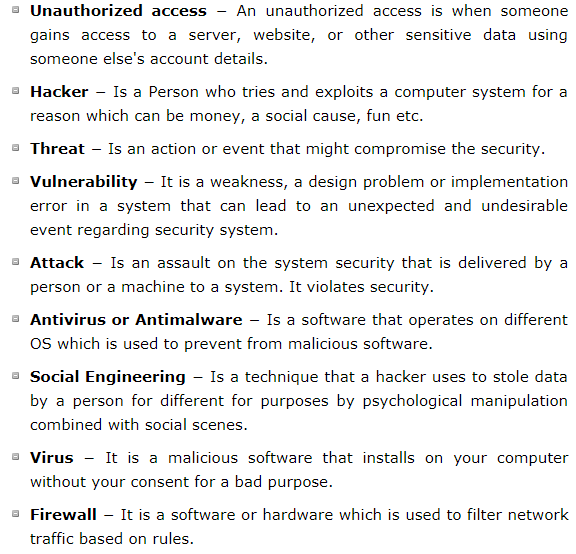 Unauthorized access − An unauthorized access is when someone
gains access to a server, website, or other sensitive data using
someone else's account details.
Hacker − Is a Person who tries and exploits a computer system for a
reason which can be money, a social cause, fun etc.
Threat − Is an action or event that might compromise the security.
Vulnerability − It is a weakness, a design problem or implementation
error in a system that can lead to an unexpected and undesirable
event regarding security system.
Attack − Is an assault on the system security that is delivered by a
person or a machine to a system. It violates security.
Antivirus or Antimalware − Is a software that operates on different
OS which is used to prevent from malicious software.
Social Engineering − Is a technique that a hacker uses to stole data
by a person for different for purposes by psychological manipulation
combined with social scenes.
Virus − It is a malicious software that installs on your computer
without your consent for a bad purpose.
Firewall − It is a software or hardware which is used to filter network
traffic based on rules.